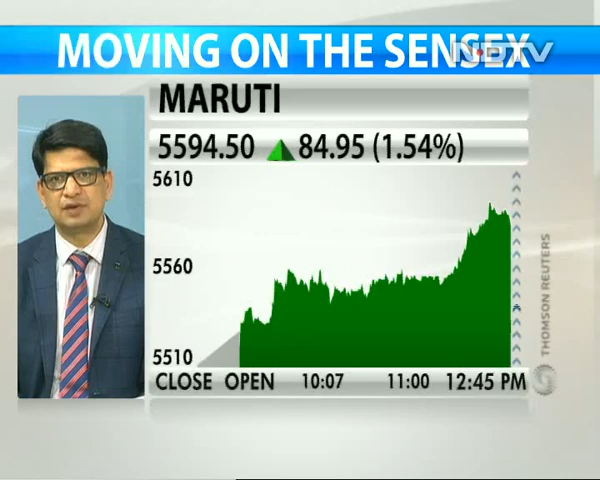 MOVING ON THE SENSEX
NDTV
MARUTI
5594.50 84.95 (1.54%)
5610
5560
5510
CLOSE OPEN 10:07 11:00 12:45 PM
THOMSON REUTERS